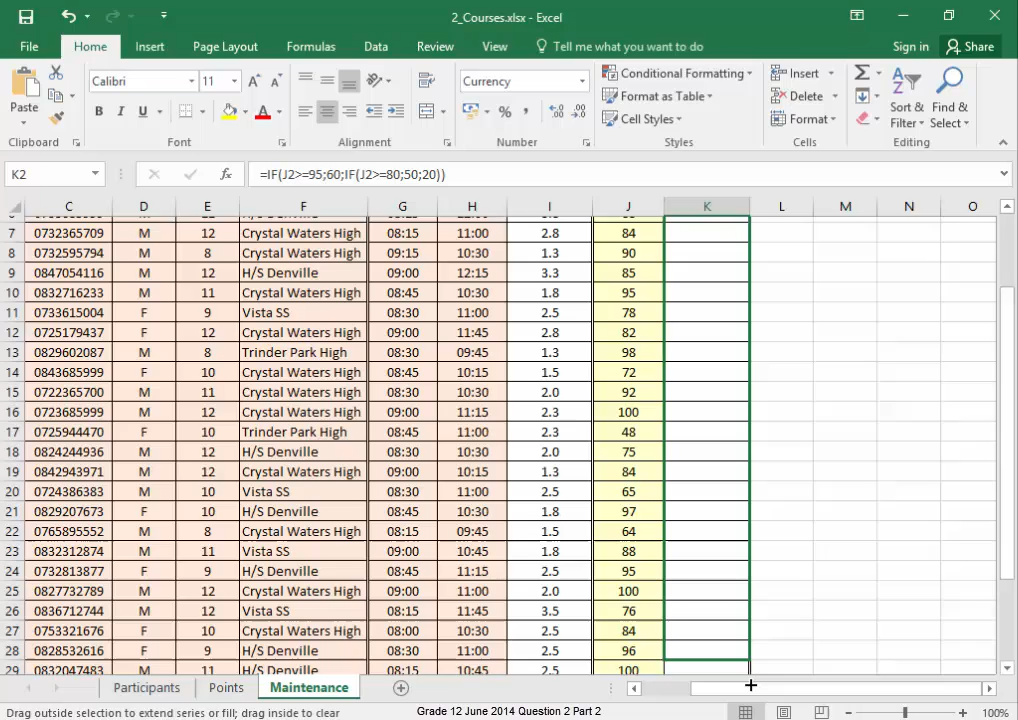 2_Courses.xlsx - Excel
File Home Insert Page Layout Formulas Data Review View Tell me what you want to do Sign in Share
Calibri 11 Currency Conditional Formatting Insert Sort & Find &
Paste B I U Format as Table Delete Filter Select
Cell Styles Format
Clipboard Font Alignment Number Styles Cells Editing
K2 fx =IF(J2>=95;60;IF(J2>=80;50;20))
C D E F G H I J K L M N O
7 0732365709 M 12 Crystal Waters High 08:15 11:00 2.8 84
8 0732595794 M 8 Crystal Waters High 09:15 10:30 1.3 90
9 0847054116 M 12 H/S Denville 09:00 12:15 3.3 85
10 0832716233 M 11 Crystal Waters High 08:45 10:30 1.8 95
11 0733615004 F 9 Vista SS 08:30 11:00 2.5 78
12 0725179437 F 12 Crystal Waters High 09:00 11:45 2.8 82
13 0829602087 M 8 Trinder Park High 08:30 09:45 1.3 98
14 0843685999 F 10 Crystal Waters High 08:45 10:15 1.5 72
15 0722365700 M 11 Crystal Waters High 08:30 10:30 2.0 92
16 0723685999 M 12 Crystal Waters High 09:00 11:15 2.3 100
17 0725944470 F 10 Trinder Park High 08:45 11:00 2.3 48
18 0824244936 M 12 H/S Denville 08:30 10:30 2.0 75
19 0842943971 M 12 Crystal Waters High 09:00 10:15 1.3 84
20 0724386383 M 10 Vista SS 08:30 11:00 2.5 65
21 0829207673 F 10 H/S Denville 08:45 10:30 1.8 97
22 0765895552 M 8 Crystal Waters High 08:15 09:45 1.5 64
23 0832312874 M 11 Vista SS 09:00 10:45 1.8 88
24 0732813877 F 9 H/S Denville 08:45 11:15 2.5 95
25 0827732789 M 12 Crystal Waters High 09:00 11:00 2.0 100
26 0836712744 M 12 Vista SS 08:15 11:45 3.5 76
27 0753321676 F 10 Crystal Waters High 08:00 10:30 2.5 84
28 0828532616 F 9 H/S Denville 08:30 11:00 2.5 96
29 0832047483 M 11 H/S Denville 08:15 10:45 2.5 100
Participants Points Maintenance
Drag outside selection to extend series or fill; drag inside to clear Grade 12 June 2014 Question 2 Part 2 100%